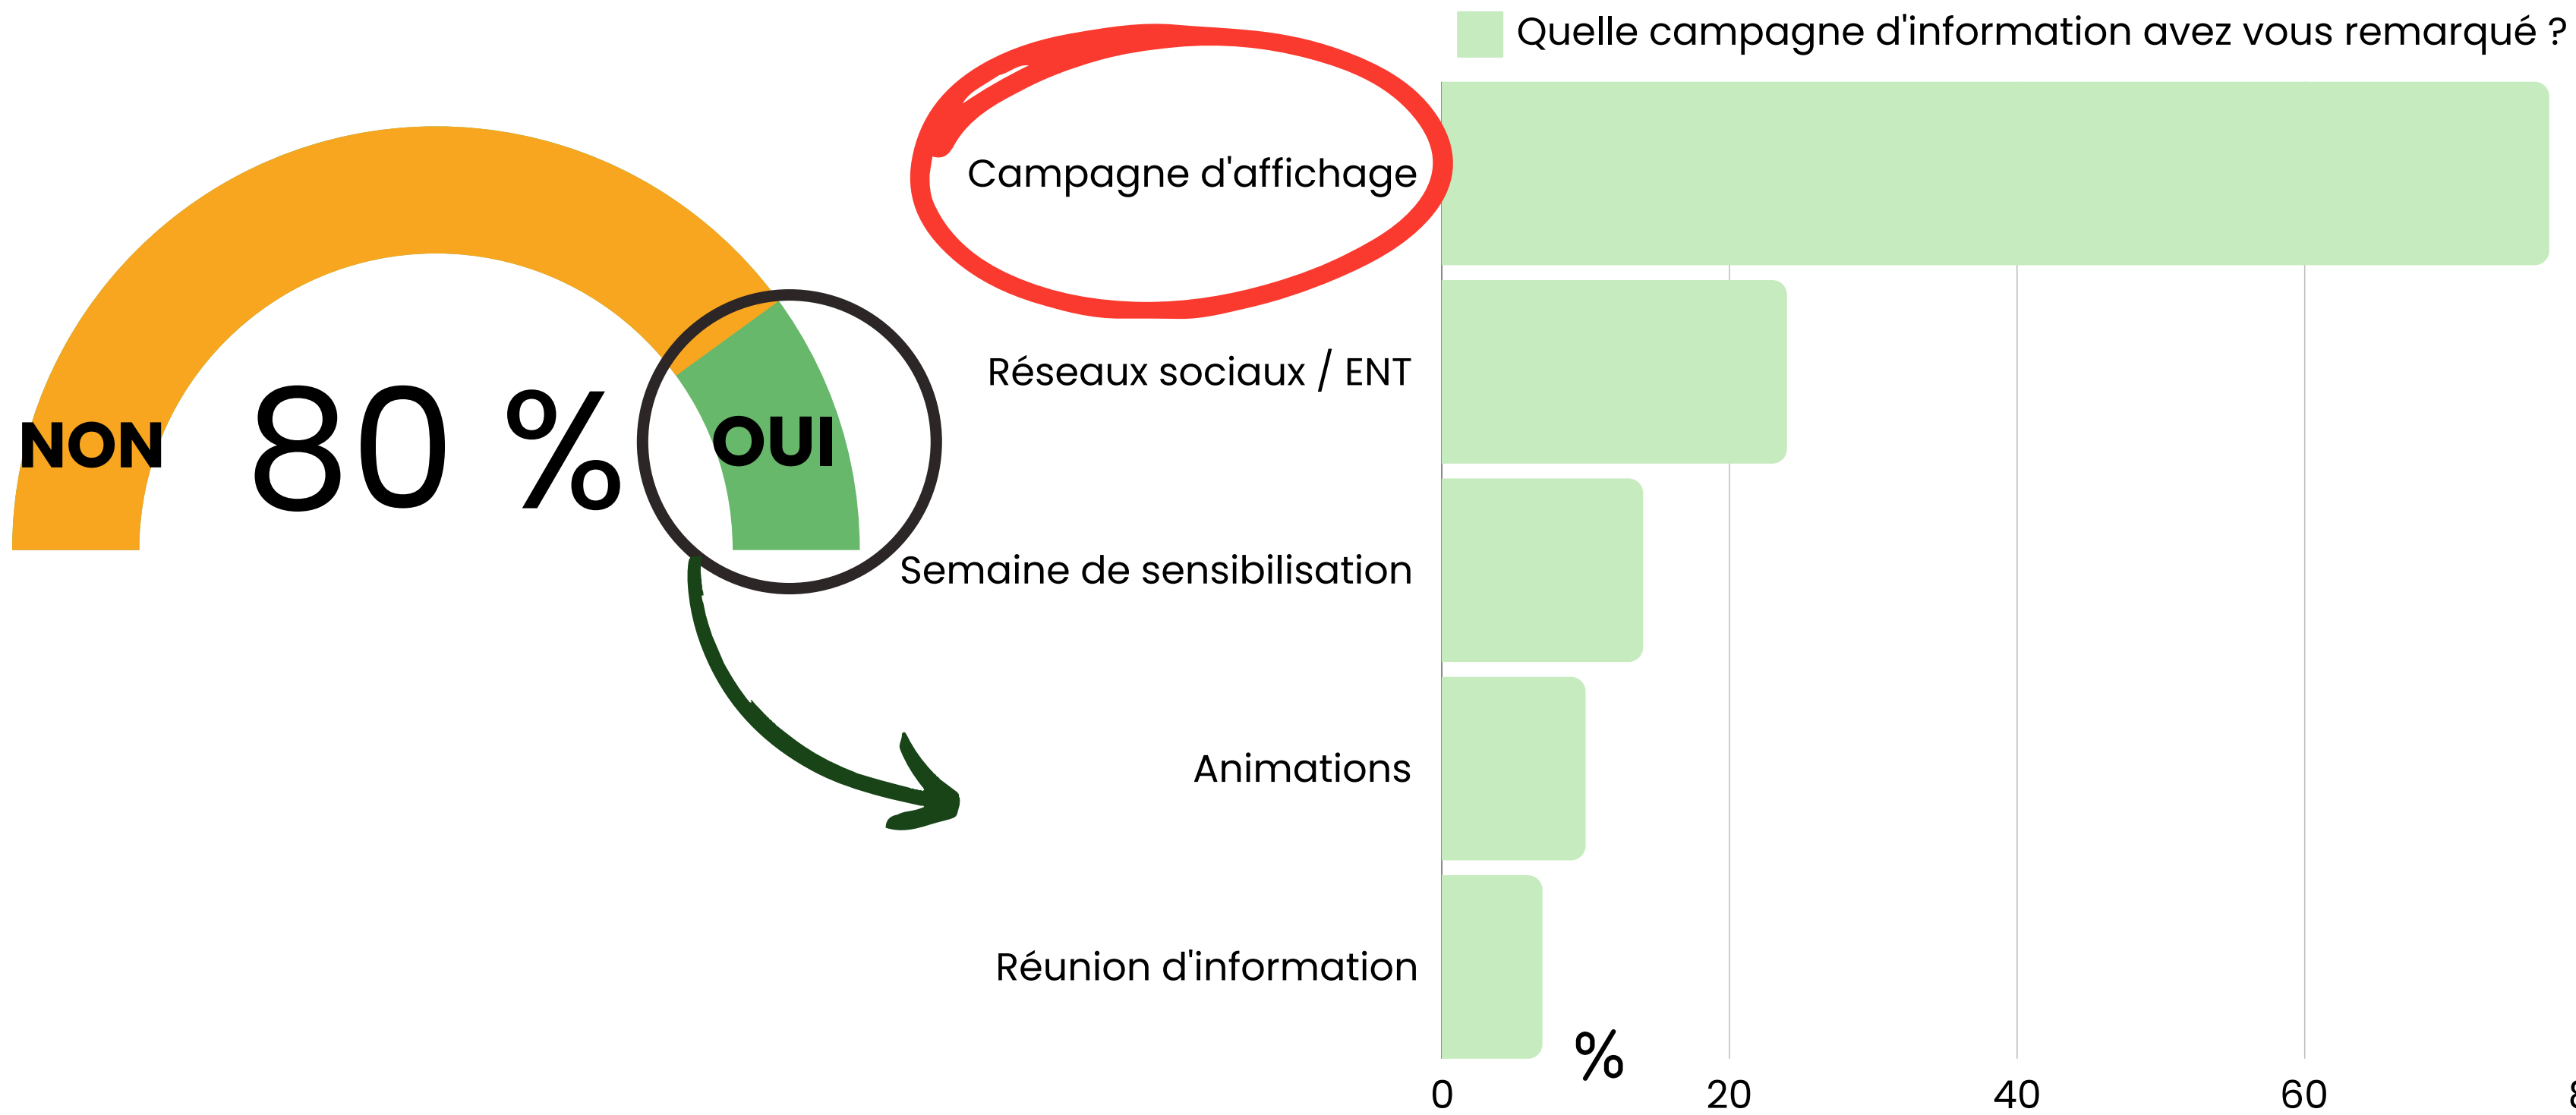 Quelle campagne d'information avez vous remarqué ?
Campagne d'affichage
Réseaux sociaux / ENT
NON
80 %
OUI
Semaine de sensibilisation
Animations
Réunion d'information
%
0
20
40
60